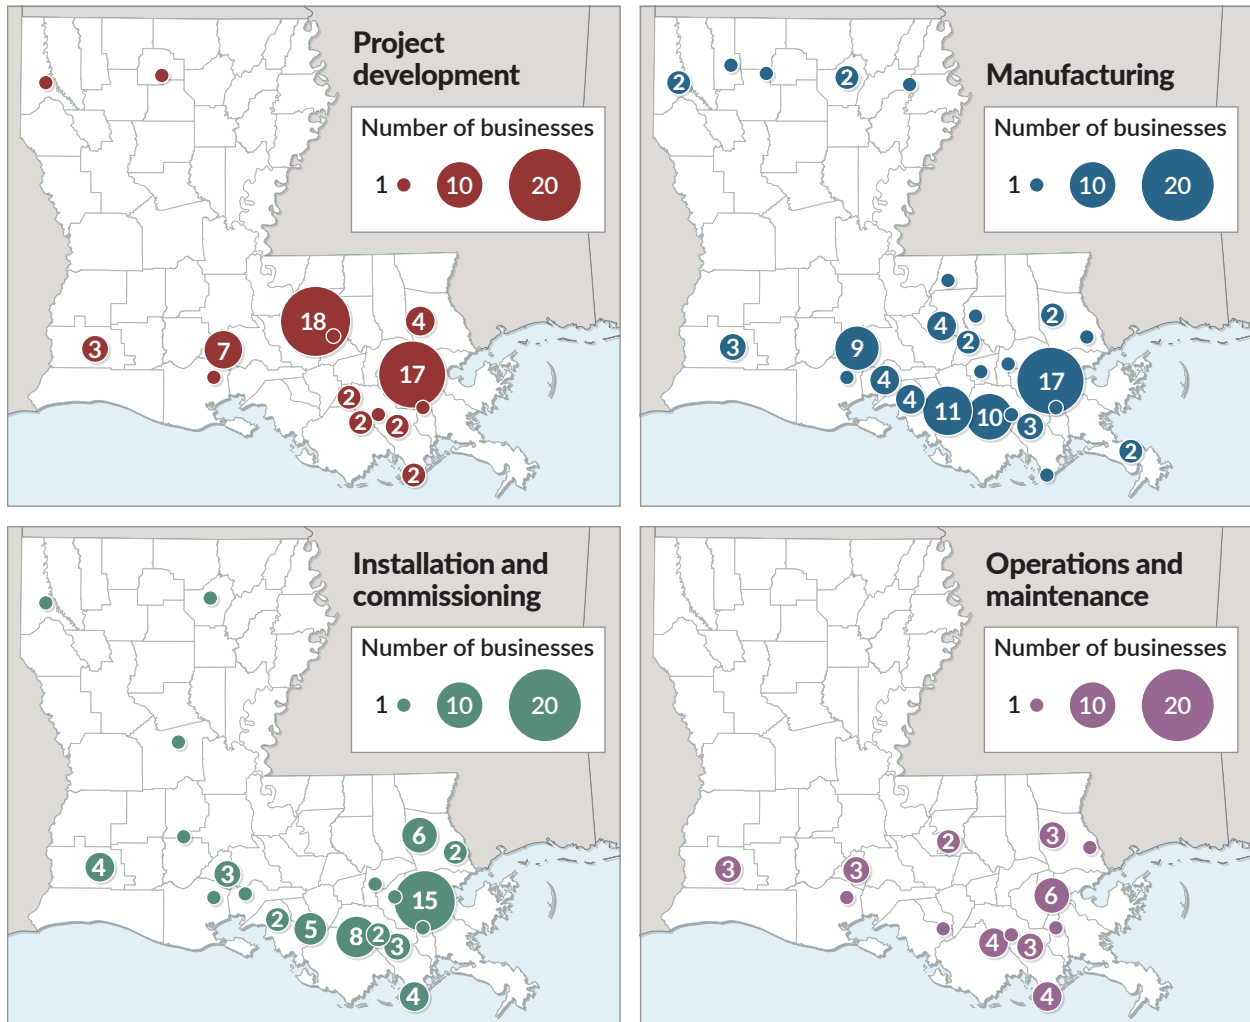 Project
development
Number of businesses
1 10 20
18
4
3
7
17
2
2
2
2
Manufacturing
Number of businesses
1 10 20
2
2
2
4
2
3
9
4
17
4
11
10
3
2
Installation and
commissioning
Number of businesses
1 10 20
6
2
4
3
15
2
5
8
2
3
4
Operations and
maintenance
Number of businesses
1 10 20
2
3
3
3
6
4
3
4